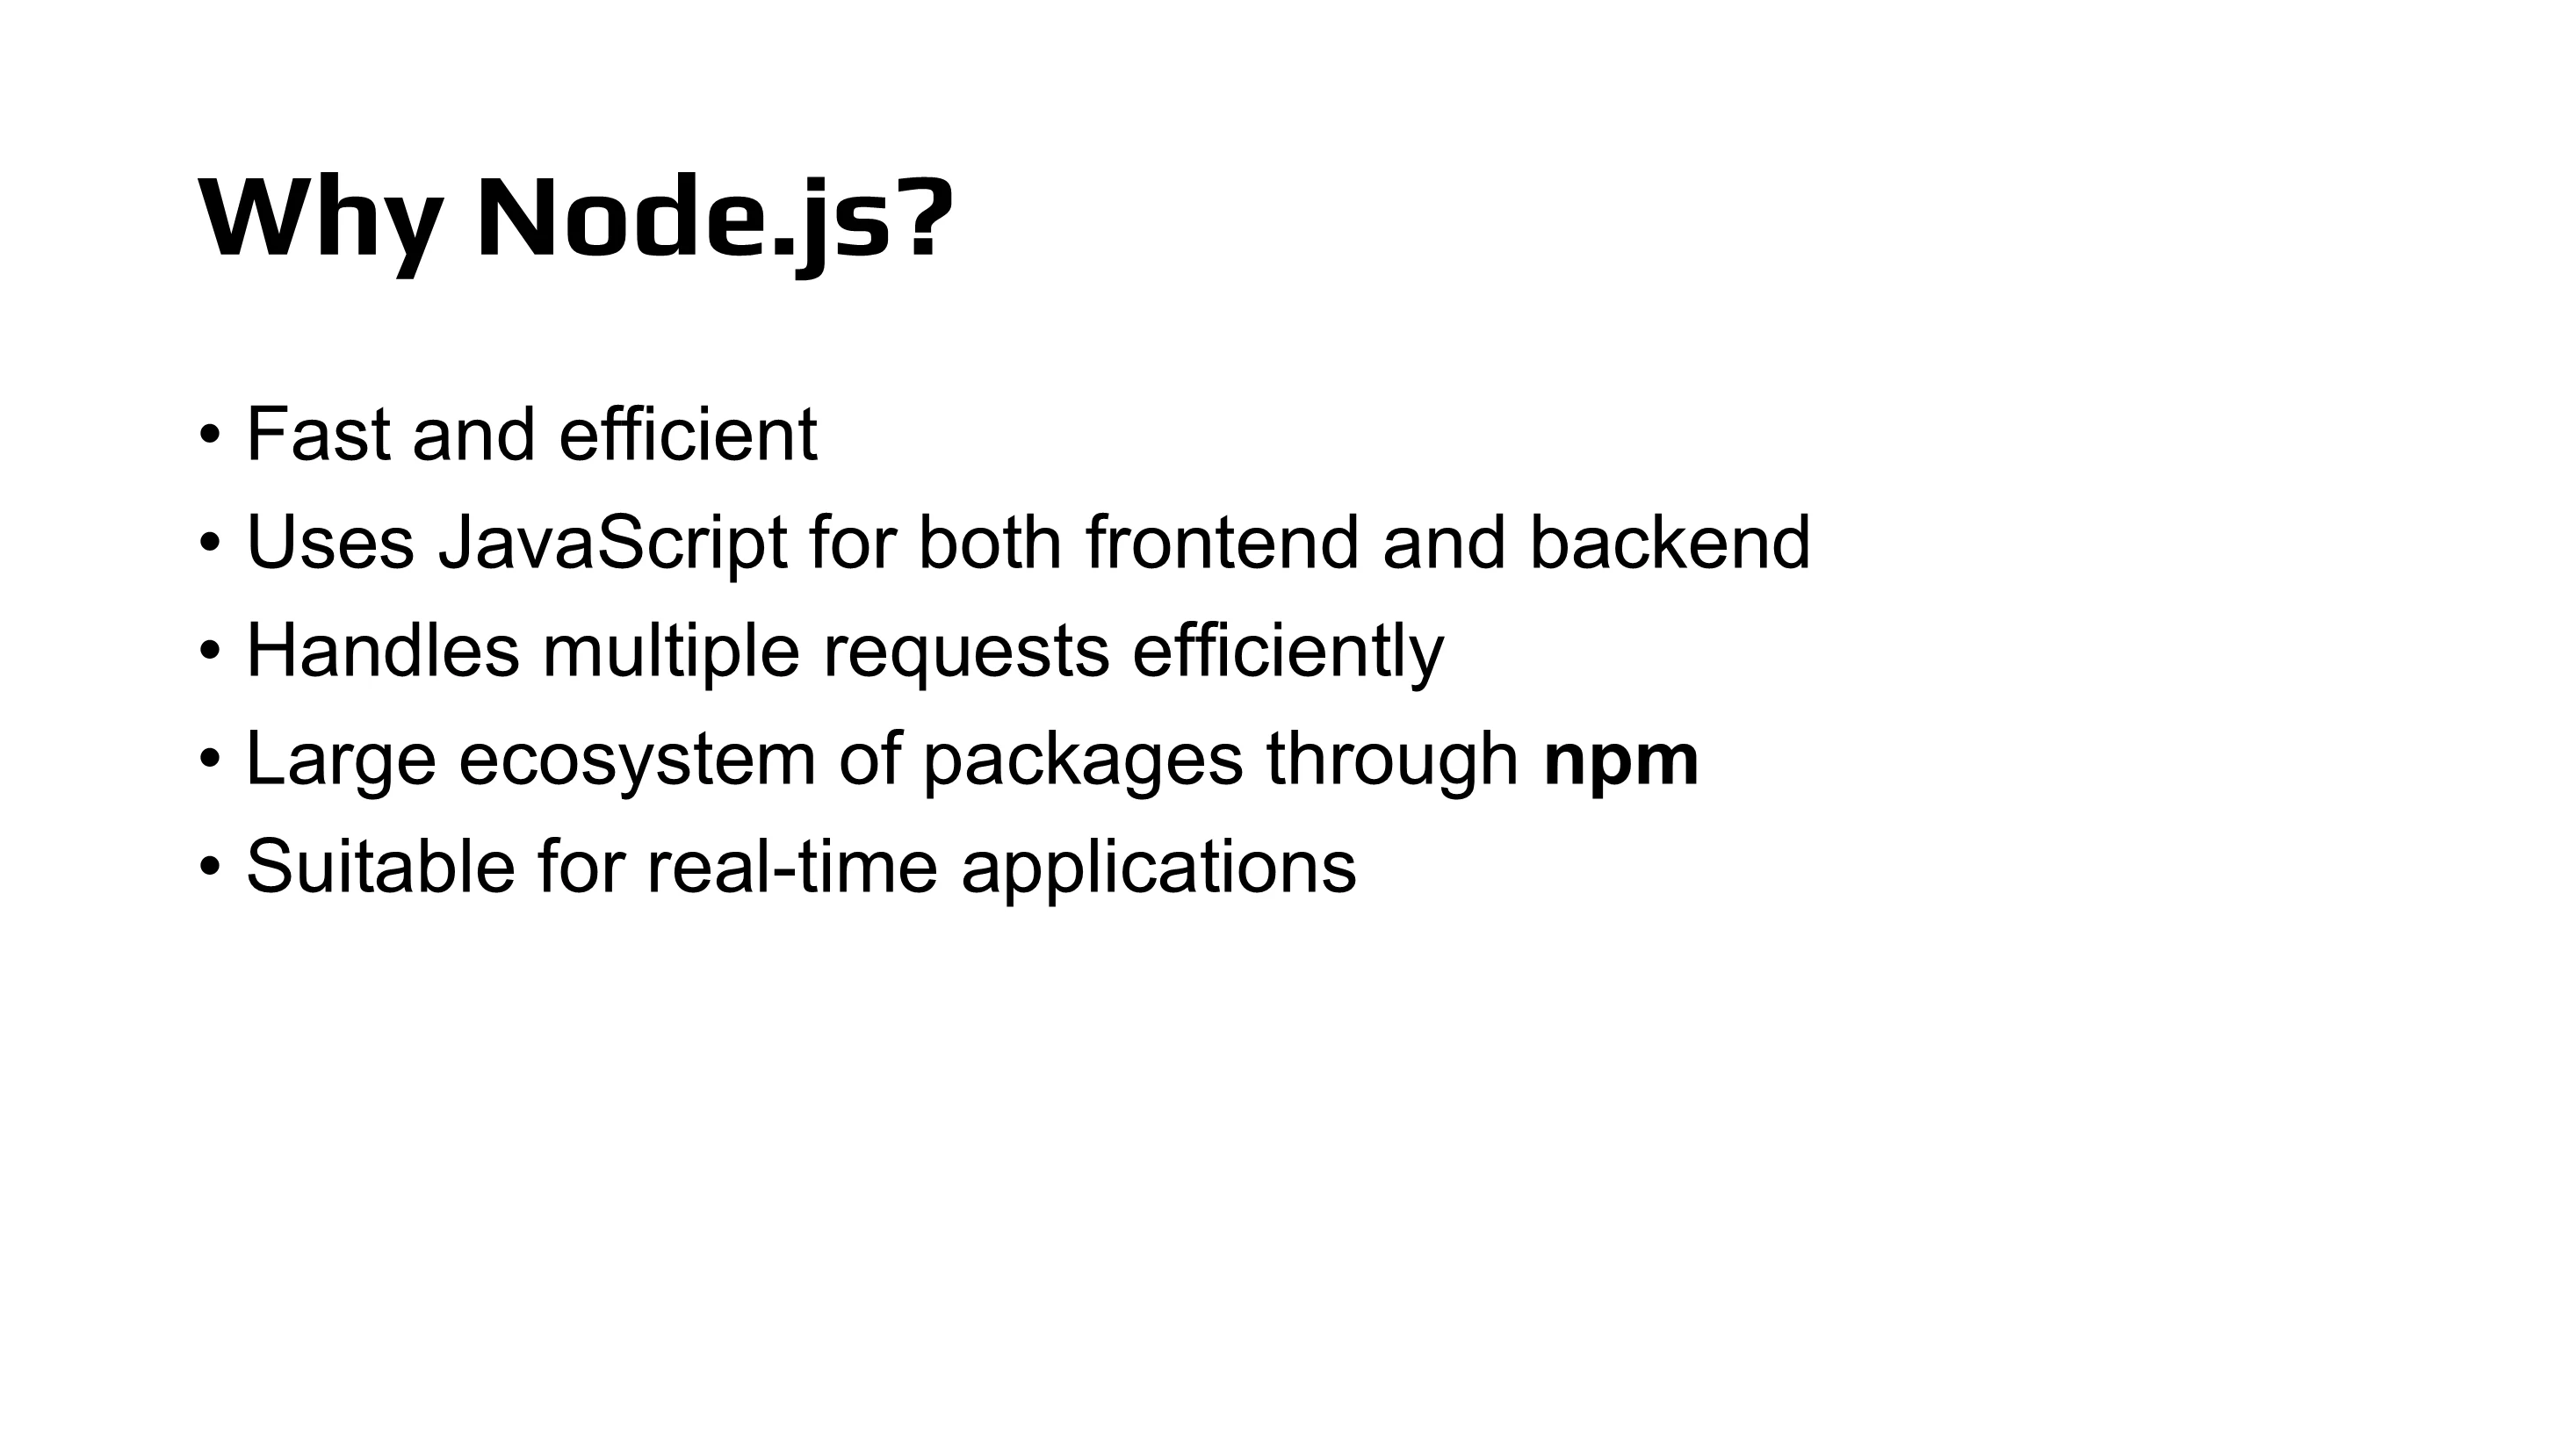 Why Node.js?
• Fast and efficient
• Uses JavaScript for both frontend and backend
• Handles multiple requests efficiently
• Large ecosystem of packages through npm
• Suitable for real-time applications